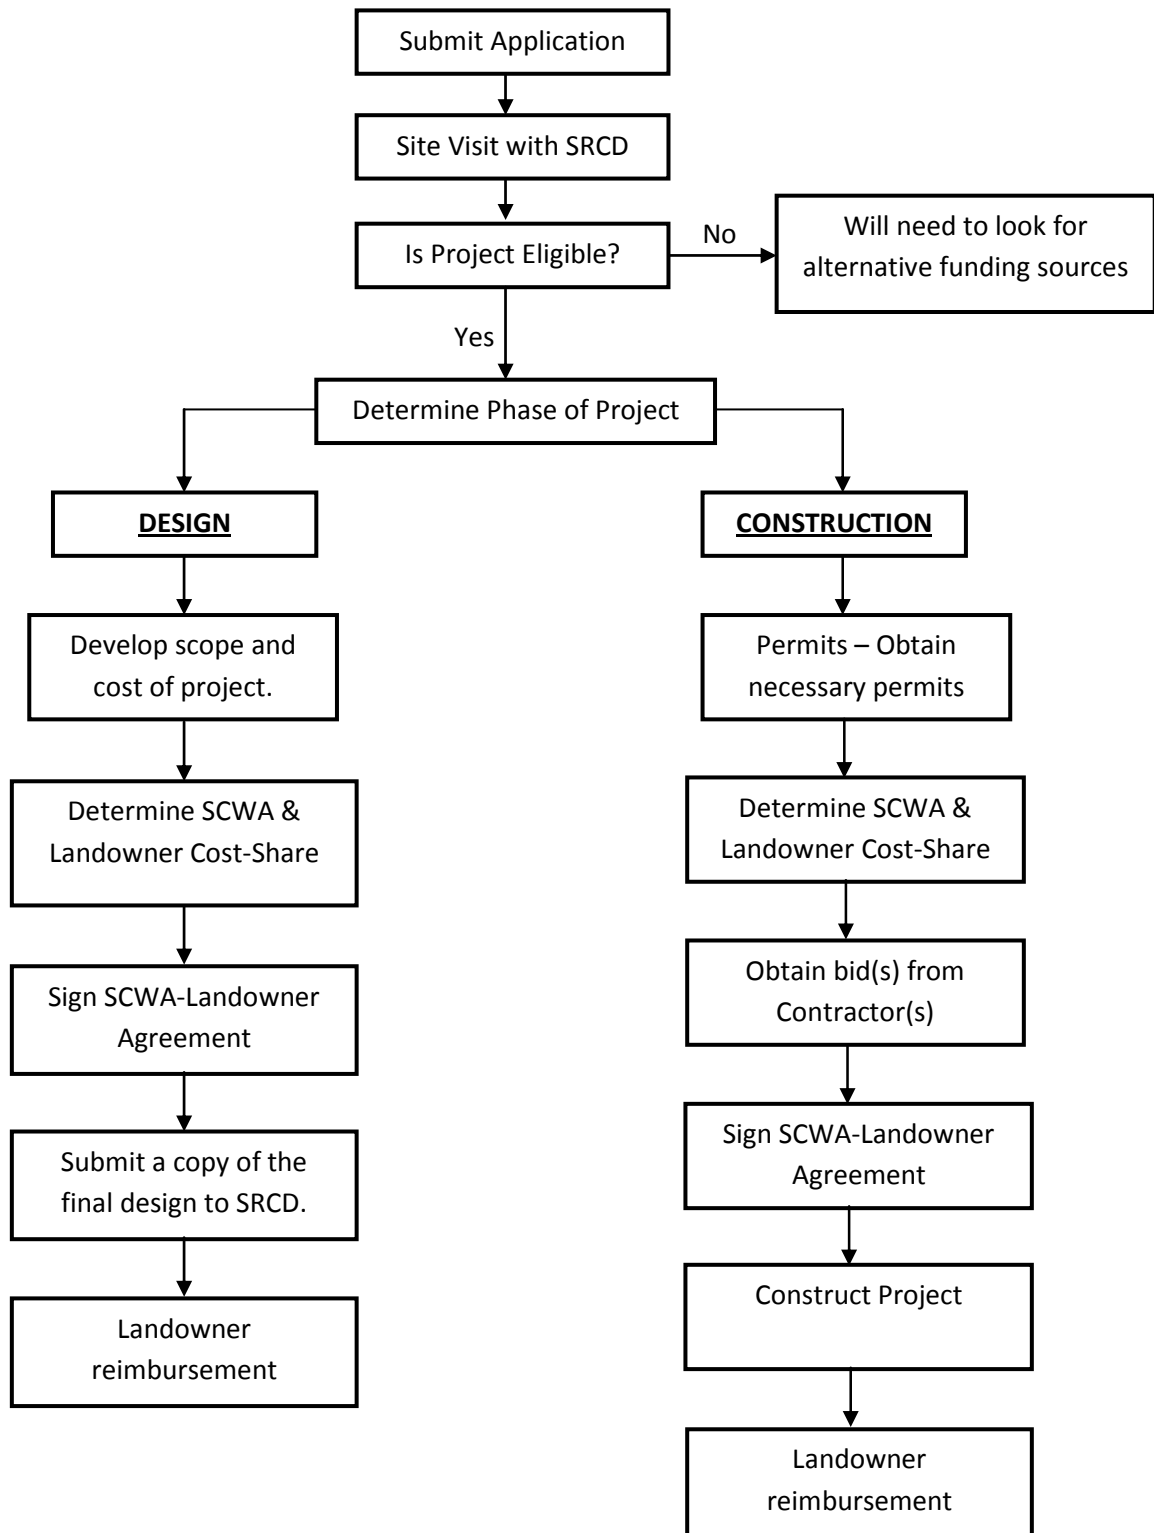 Submit Application
Site Visit with SRCD
Is Project Eligible?
No
Will need to look for
alternative funding sources
Yes
Determine Phase of Project
DESIGN
Develop scope and
cost of project.
Determine SCWA &
Landowner Cost-Share
Sign SCWA-Landowner
Agreement
Submit a copy of the
final design to SRCD.
Landowner
reimbursement
CONSTRUCTION
Permits – Obtain
necessary permits
Determine SCWA &
Landowner Cost-Share
Obtain bid(s) from
Contractor(s)
Sign SCWA-Landowner
Agreement
Construct Project
Landowner
reimbursement